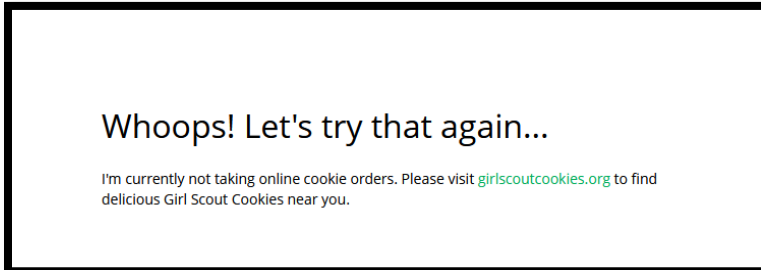 Whoops! Let's try that again...
I'm currently not taking online cookie orders. Please visit girlscoutcookies.org to find
delicious Girl Scout Cookies near you.